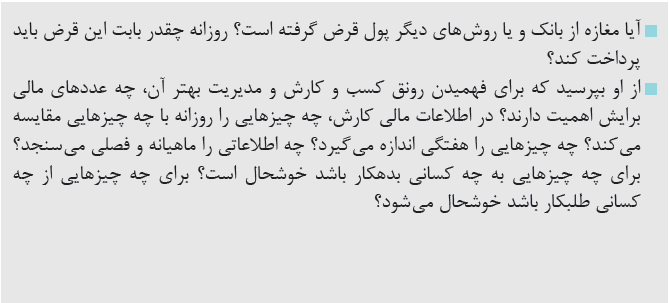 آیا مغازه از بانک و یا روش‌های دیگر پول قرض گرفته است؟ روزانه چقدر بابت این قرض باید
پرداخت کند؟
از او بپرسید که برای فهمیدن رونق کسب و کارش و مدیریت بهتر آن، چه عددهای مالی
برایش اهمیت دارند؟ در اطلاعات مالی کارش، چه چیزهایی را روزانه با چه چیزهایی مقایسه
می‌کند؟ چه چیزهایی را هفتگی اندازه می‌گیرد؟ چه اطلاعاتی را ماهیانه و فصلی می‌سنجد؟
برای چه چیزهایی به چه کسانی بدهکار باشد خوشحال است؟ برای چه چیزهایی از چه
کسانی طلبکار باشد خوشحال می‌شود؟